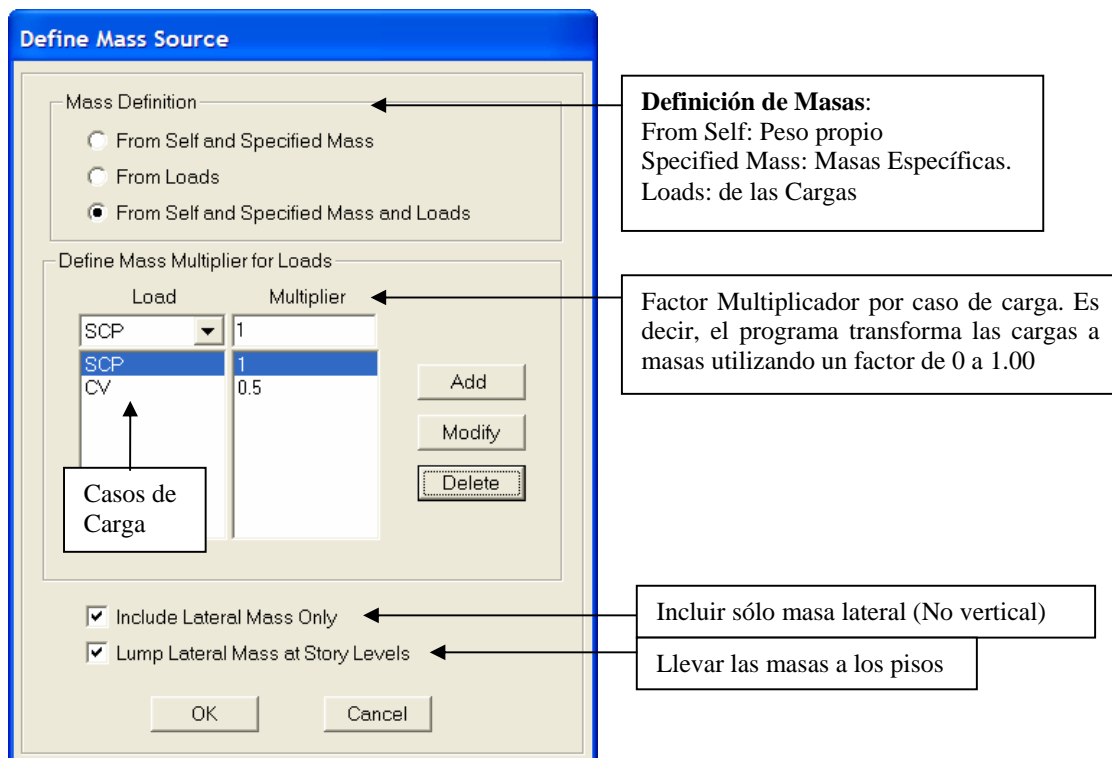 Define Mass Source
Mass Definition
From Self and Specified Mass
From Loads
From Self and Specified Mass and Loads
Definición de Masas:
From Self: Peso propio
Specified Mass: Masas Específicas.
Loads: de las Cargas
Define Mass Multiplier for Loads
Load Multiplier
SCP 1
SCP 1
CV 0.5
Add
Modify
Delete
Casos de
Carga
Factor Multiplicador por caso de carga. Es
decir, el programa transforma las cargas a
masas utilizando un factor de 0 a 1.00
Include Lateral Mass Only
Incluir sólo masa lateral (No vertical)
Lump Lateral Mass at Story Levels
Llevar las masas a los pisos
OK Cancel